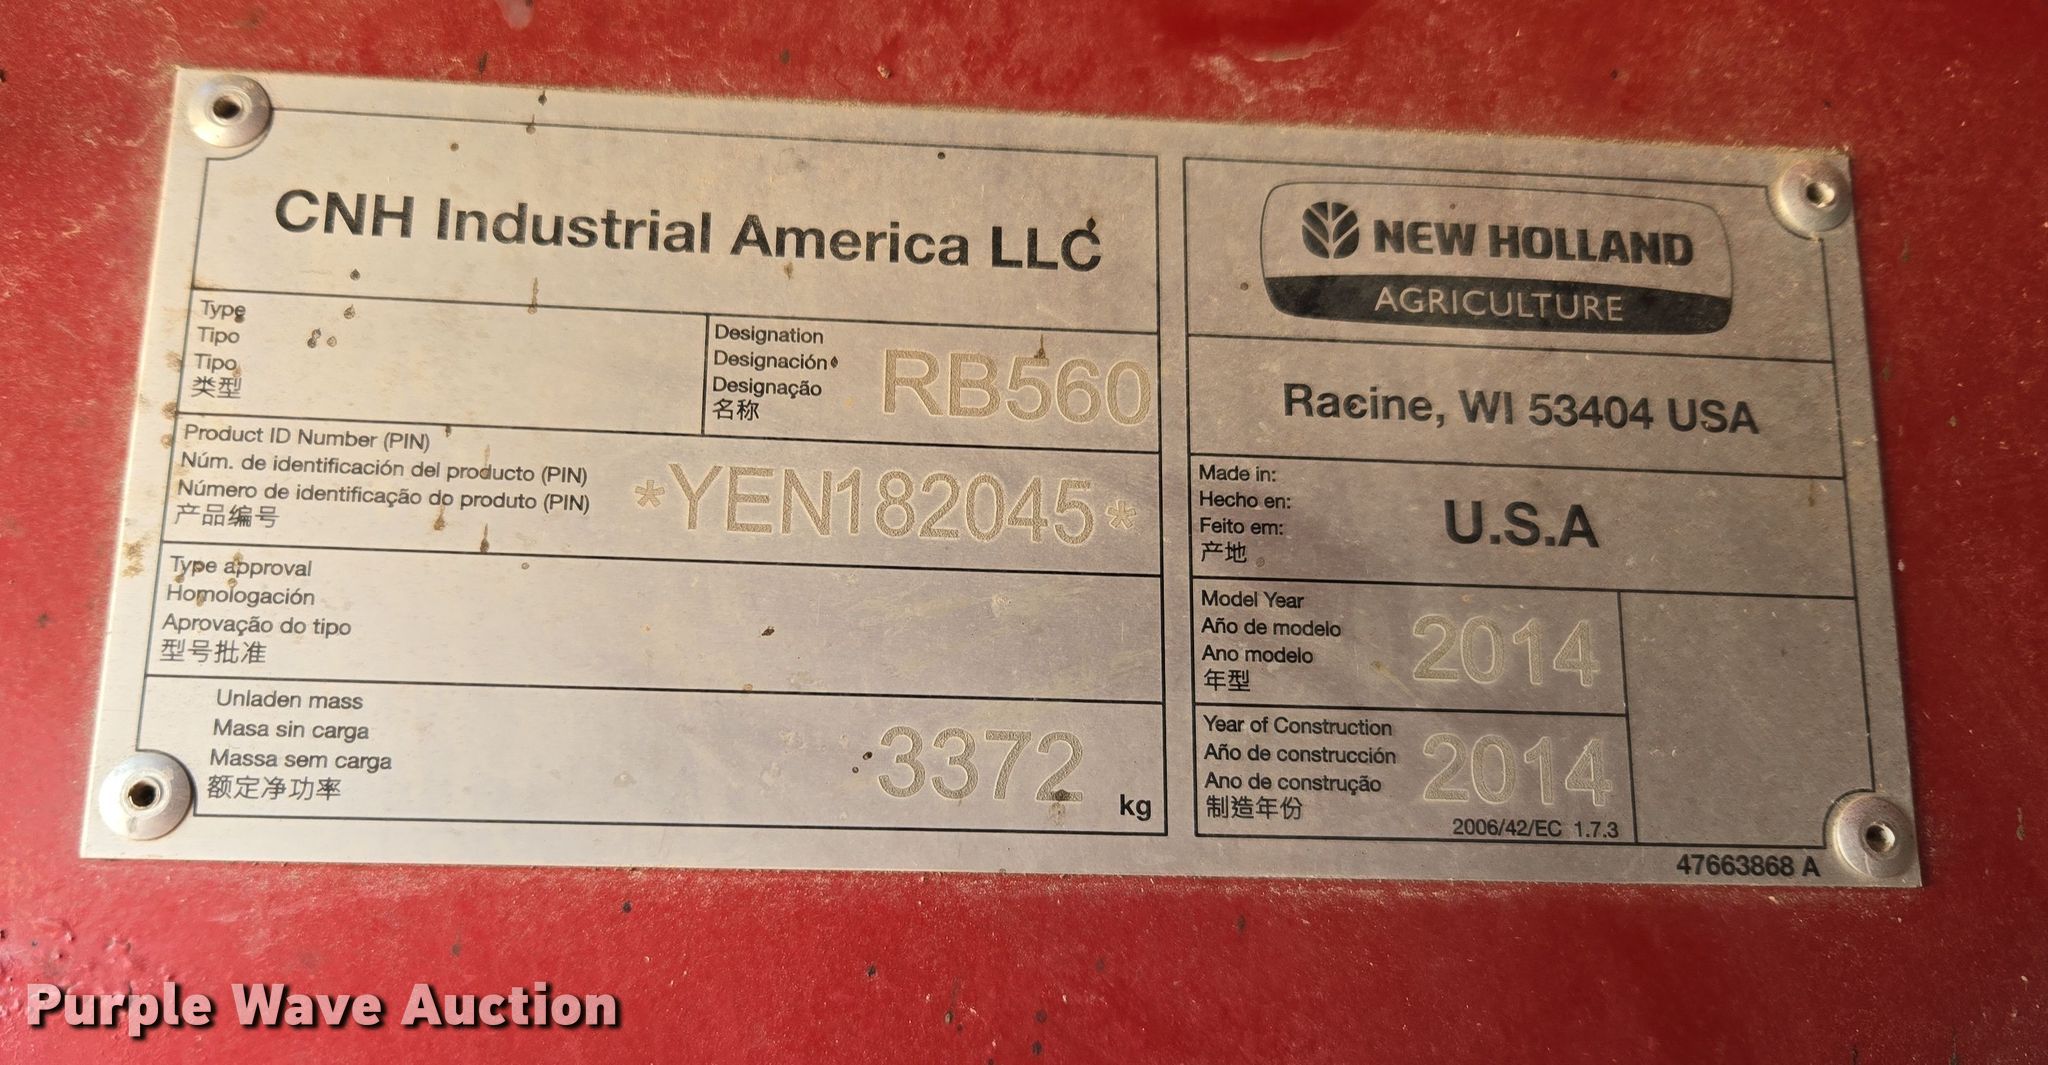 CNH Industrial America LLC
Type
Tipo
Tipo
类型
Designation
Designación
Designação
名称
RB560
Product ID Number (PIN)
Núm. de identificación del producto (PIN)
Número de identificação do produto (PIN)
产品编号
*YEN182045*
Type approval
Homologación
Aprovação do tipo
型号批准
Unladen mass
Masa sin carga
Massa sem carga
额定净功率
3372
kg
NEW HOLLAND
AGRICULTURE
Racine, WI 53404 USA
Made in:
Hecho en:
Feito em:
产地
U.S.A
Model Year
Año de modelo
Ano modelo
年型
2014
Year of Construction
Año de construcción
Ano de construção
制造年份
2014
2006/42/EC 1.7.3
47663868 A
Purple Wave Auction